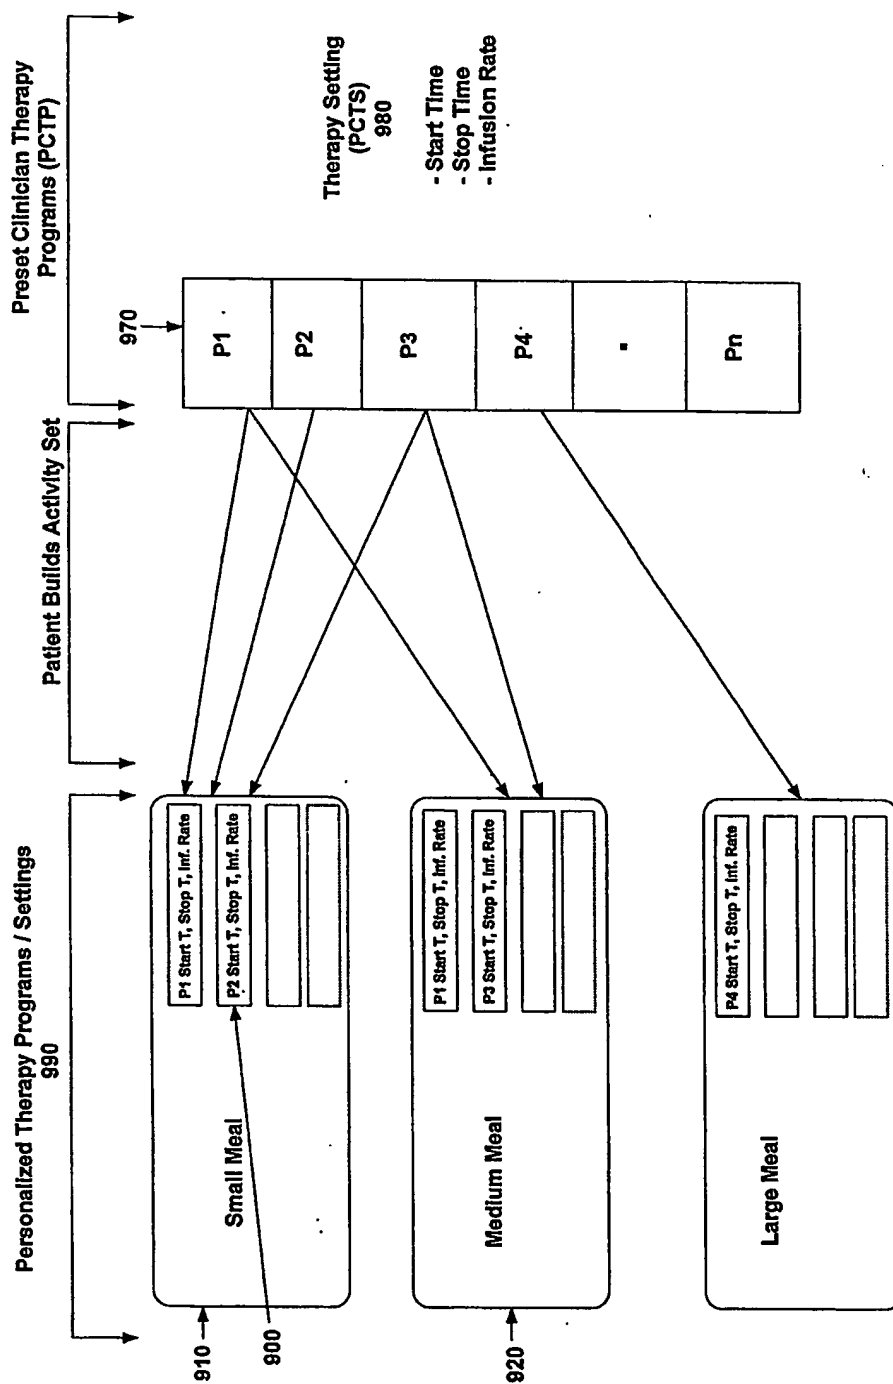 Personalized Therapy Programs / Settings
990
Patient Builds Activity Set
Preset Clinician Therapy
Programs (PCTP)
910
900
Small Meal
P1 Start T, Stop T, Inf. Rate
P2 Start T, Stop T, Inf. Rate
920
Medium Meal
P1 Start T, Stop T, Inf. Rate
P3 Start T, Stop T, Inf. Rate
Large Meal
P4 Start T, Stop T, Inf. Rate
970
P1
P2
P3
P4
Pn
Therapy Setting
(PCTS)
980
- Start Time
- Stop Time
- Infusion Rate